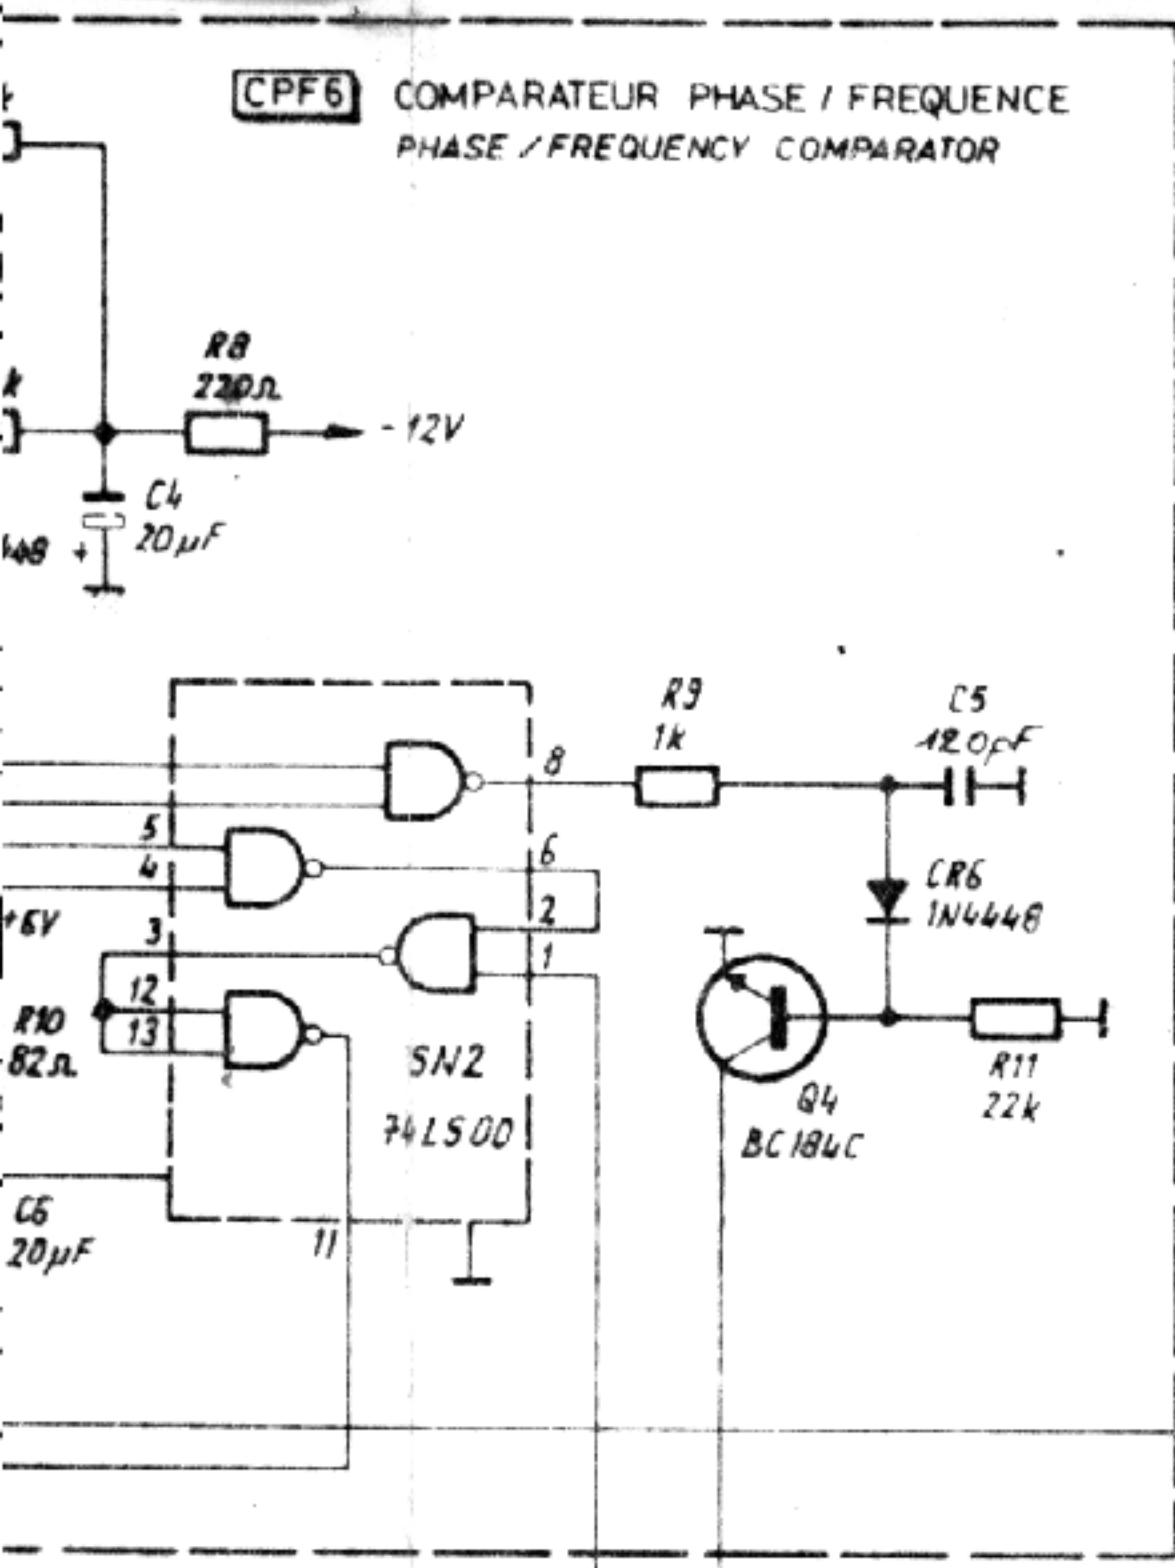 CPF6 COMPARATEUR PHASE / FREQUENCE
PHASE / FREQUENCY COMPARATOR
R8
220Ω
k
-12V
C4
20µF
+
R9
1k
C5
120pF
8
5
6
4
CR6
1N4448
+5V
3
2
1
12
R10
13
82Ω
SN2
74LS00
R11
22k
Q4
BC184C
C6
20µF
11